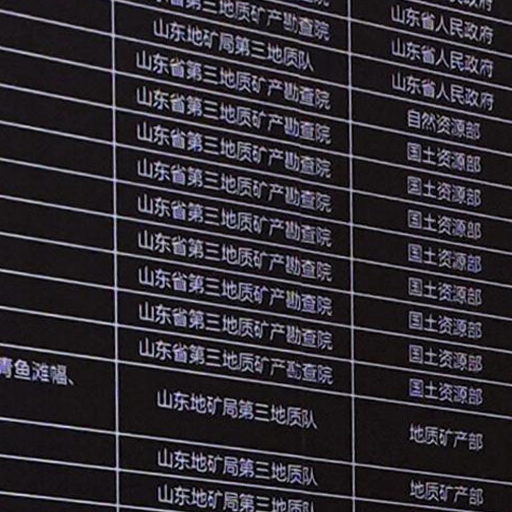 山东省人民政府
山东省第三地质矿产勘查院 山东省人民政府
山东地矿局第三地质队 山东省人民政府
山东省第三地质矿产勘查院 自然资源部
山东省第三地质矿产勘查院 国土资源部
山东省第三地质矿产勘查院 国土资源部
山东省第三地质矿产勘查院 国土资源部
山东省第三地质矿产勘查院 国土资源部
山东省第三地质矿产勘查院 国土资源部
山东省第三地质矿产勘查院 国土资源部
山东省第三地质矿产勘查院 国土资源部
山东省第三地质矿产勘查院 国土资源部
青鱼滩幅、 山东地矿局第三地质队 地质矿产部
山东地矿局第三地质队 地质矿产部
山东地矿局第三地质队